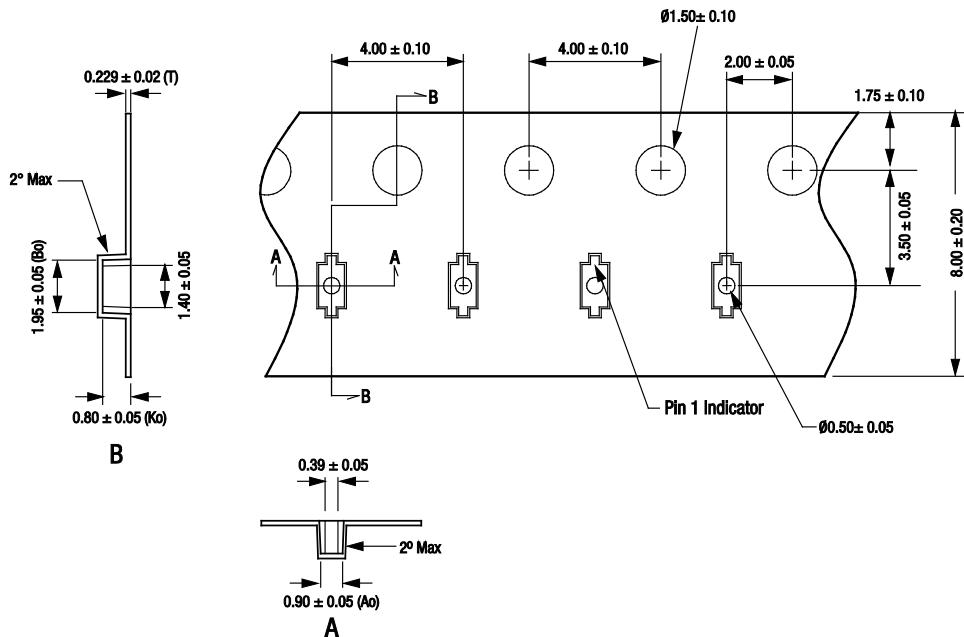 Ø1.50± 0.10
4.00 ± 0.10
4.00 ± 0.10
2.00 ± 0.05
0.229 ± 0.02 (T)
1.75 ± 0.10
B
2° Max
3.50 ± 0.05
8.00 ± 0.20
A
A
1.95 ± 0.05 (Bo)
1.40 ± 0.05
B
Pin 1 Indicator
0.80 ± 0.05 (Ko)
Ø0.50± 0.05
B
0.39 ± 0.05
2º Max
0.90 ± 0.05 (Ao)
A